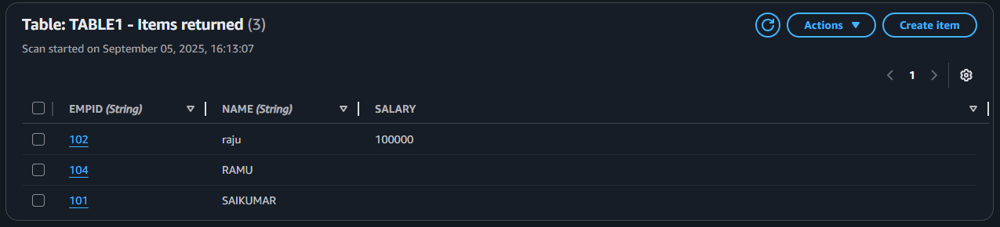 Table: TABLE1 - Items returned (3)
Actions
Create item
Scan started on September 05, 2025, 16:13:07
1
EMPID (String) NAME (String) SALARY
102 raju 100000
104 RAMU
101 SAIKUMAR